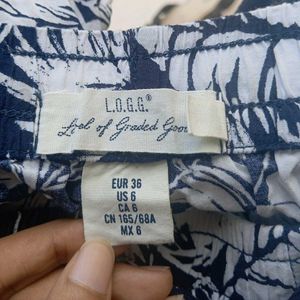 L.O.G.G.®
Label of Graded Goods
EUR 36
US 6
CA 6
CN 165/68A
MX 6